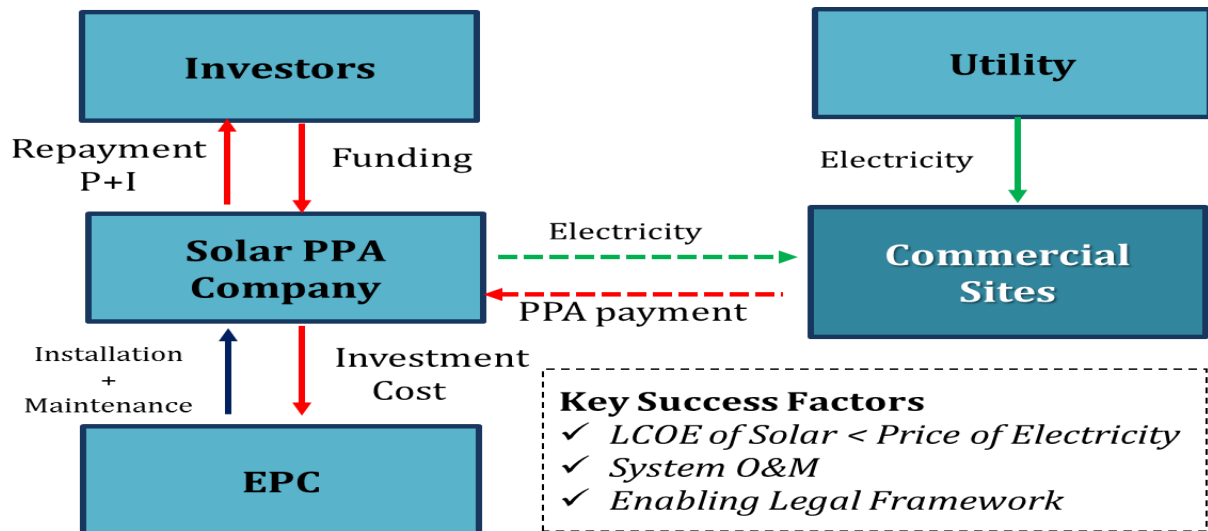 Investors
Utility
Repayment
P+I
Funding
Electricity
Solar PPA
Company
Electricity
PPA payment
Commercial
Sites
Installation
+
Maintenance
Investment
Cost
EPC
Key Success Factors
✓ LCOE of Solar < Price of Electricity
✓ System O&M
✓ Enabling Legal Framework